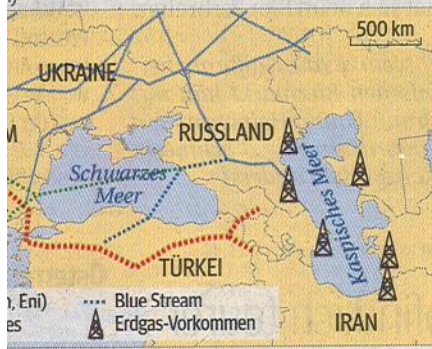 500 km
UKRAINE
M
RUSSLAND
Schwarzes
Meer
Kaspisches Meer
TÜRKEI
n, Eni)
es
Blue Stream
Erdgas-Vorkommen
IRAN